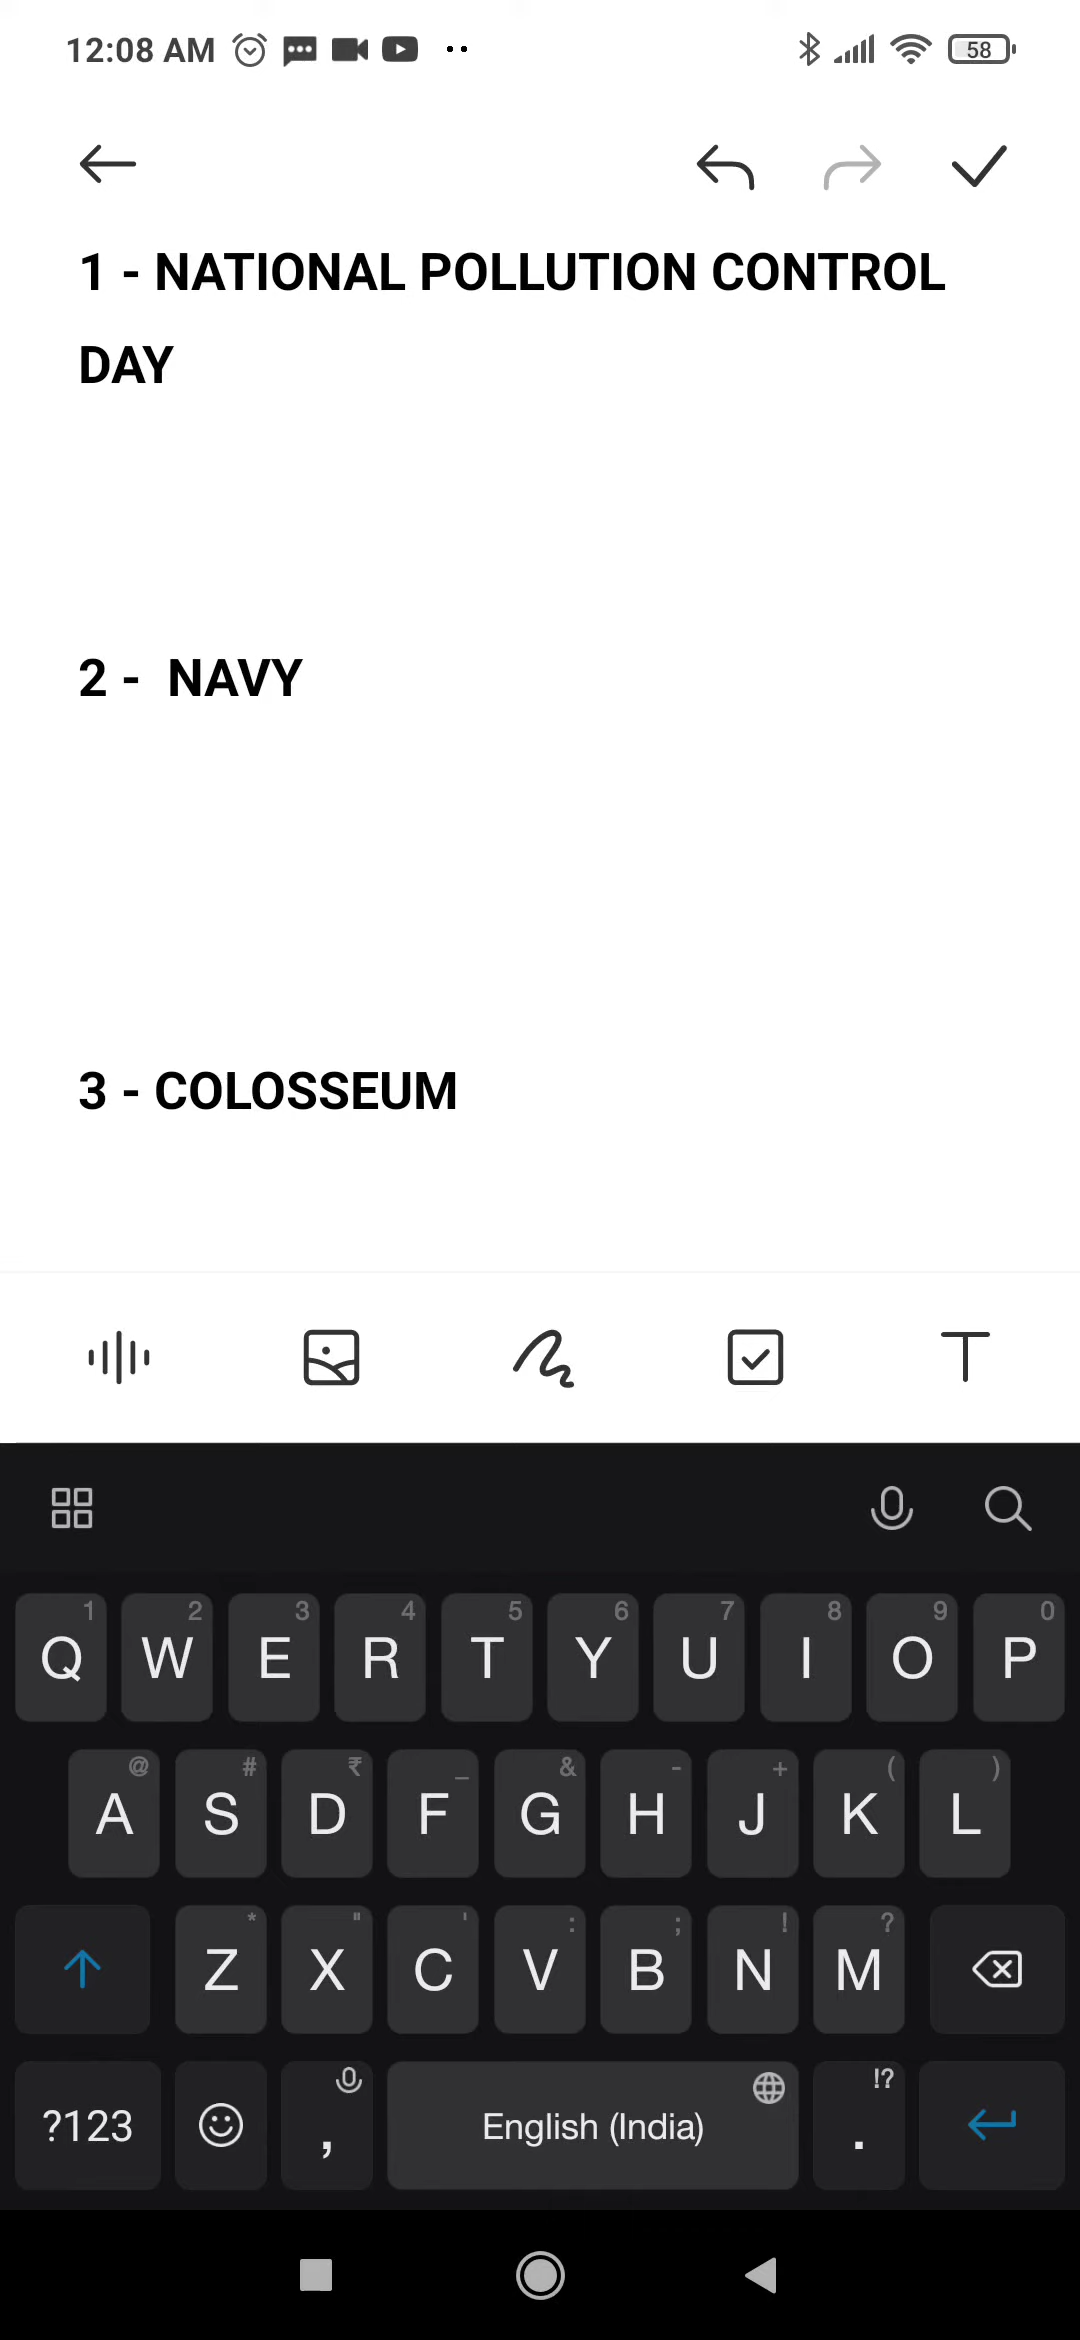 12:08 AM
58
1 - NATIONAL POLLUTION CONTROL
DAY
2 -  NAVY
3 - COLOSSEUM
1 2 3 4 5 6 7 8 9 0
Q W E R T Y U I O P
@ # ₹ _ & - + ( )
A S D F G H J K L
* " ' : ; ! ?
Z X C V B N M
?123 , English (India) !? .